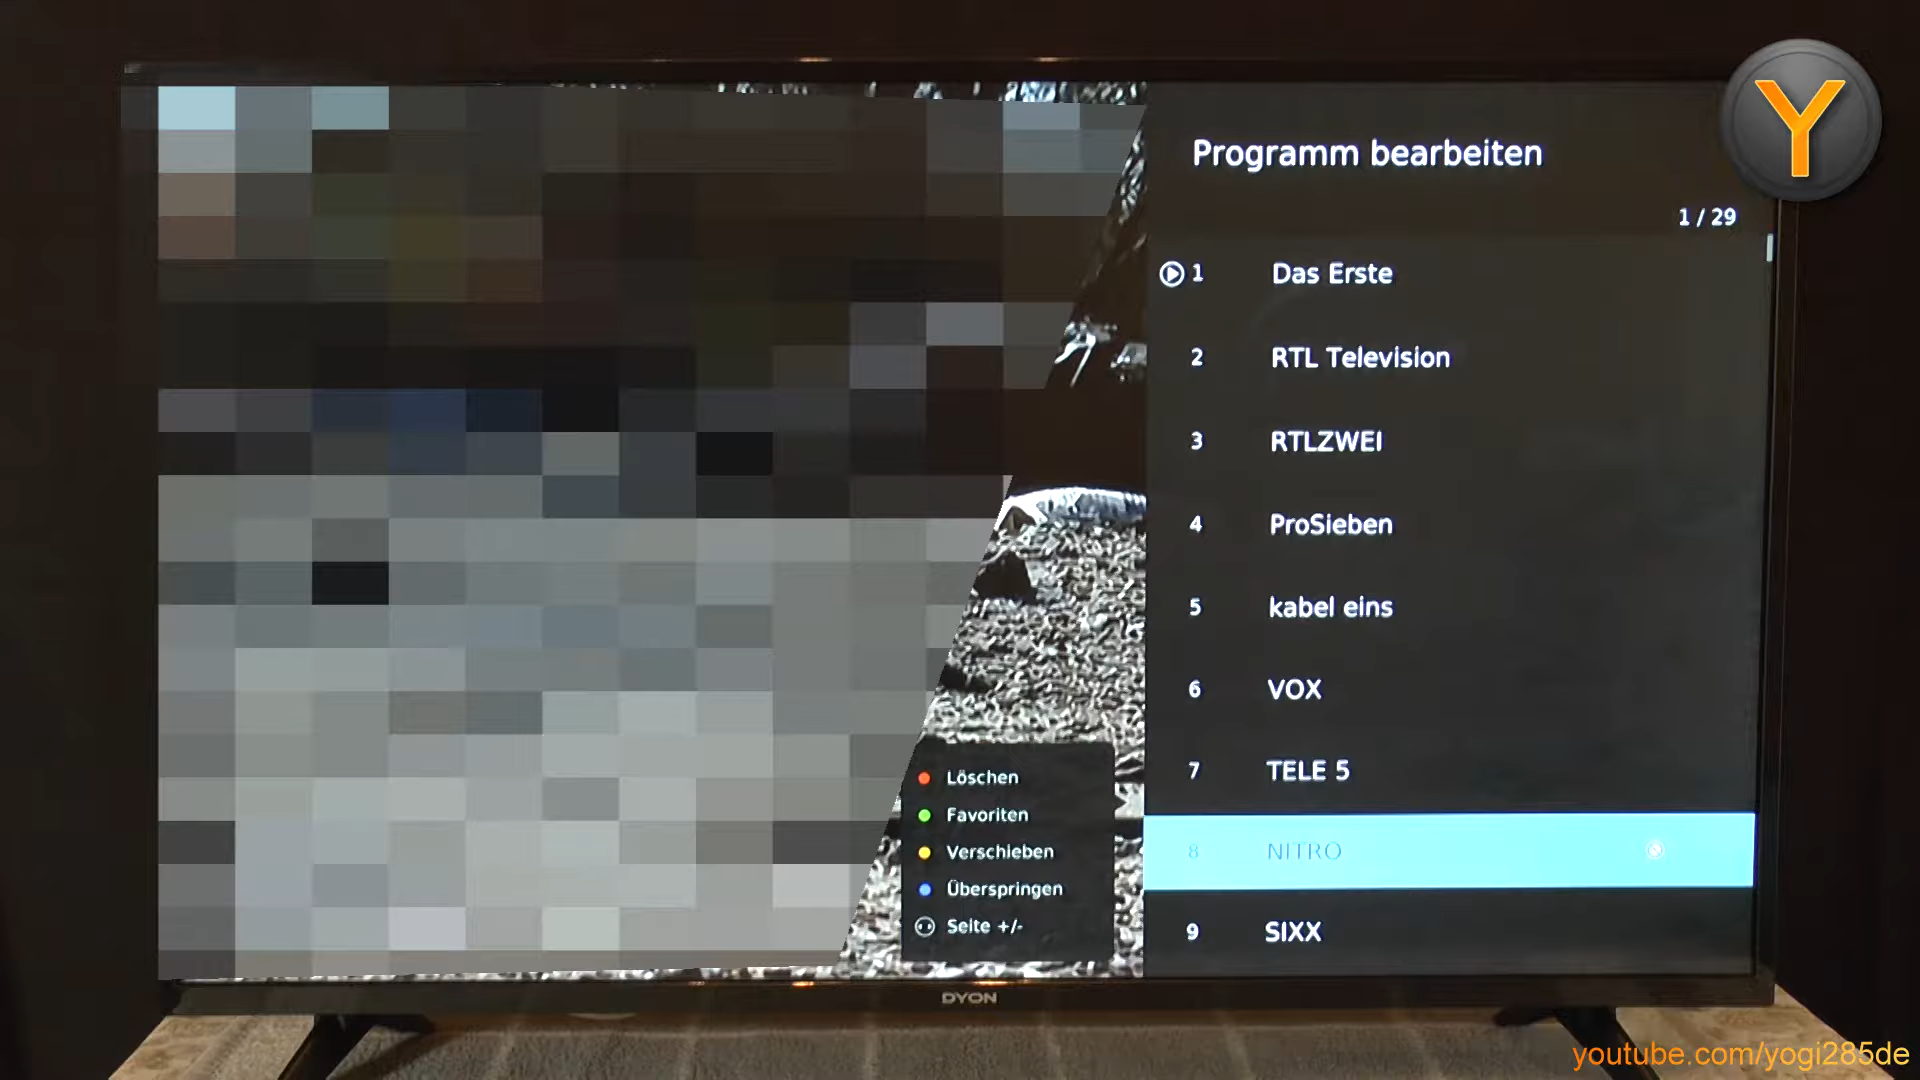 Y
Programm bearbeiten
1 / 29
1 Das Erste
2 RTL Television
3 RTLZWEI
4 ProSieben
5 kabel eins
6 VOX
7 TELE 5
8 NITRO
9 SIXX
Löschen
Favoriten
Verschieben
Überspringen
Seite +/-
DYON
youtube.com/yogi285de